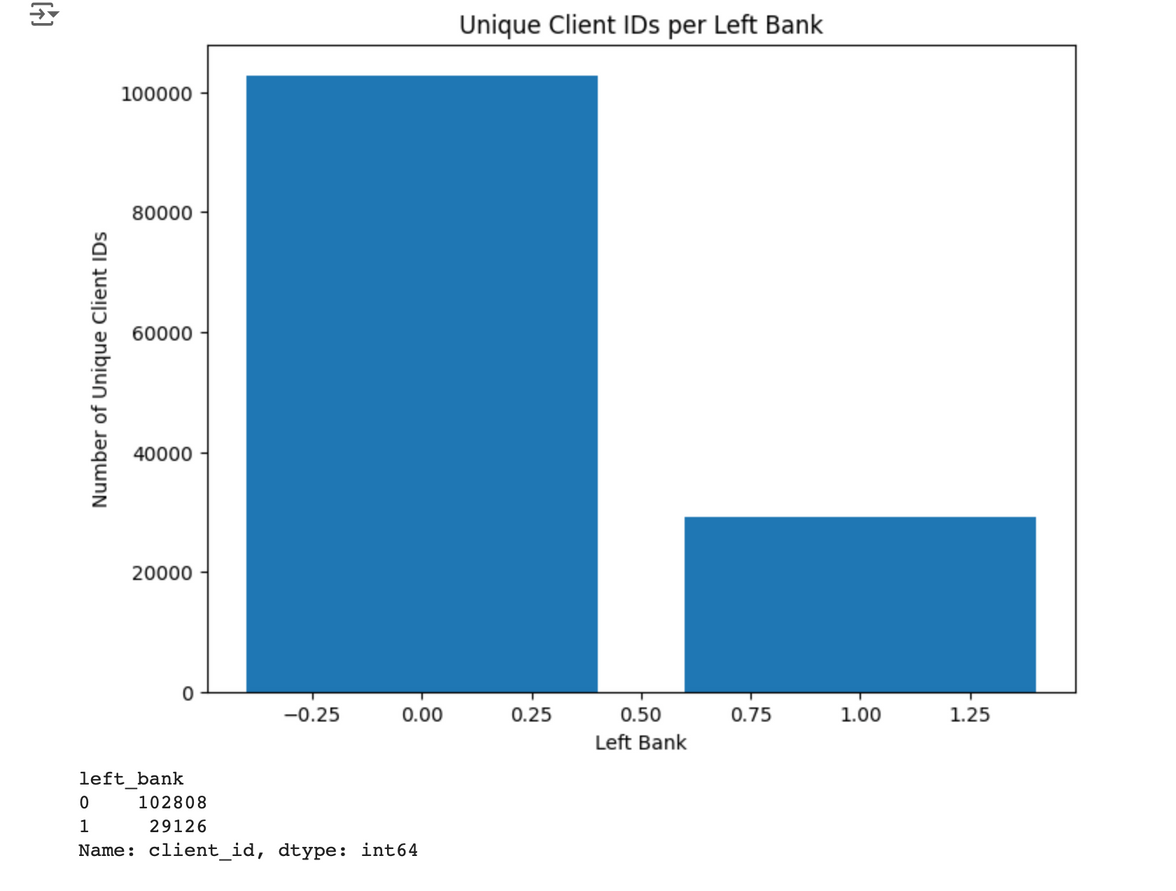 Unique Client IDs per Left Bank
Number of Unique Client IDs
100000
80000
60000
40000
20000
0
−0.25 0.00 0.25 0.50 0.75 1.00 1.25
Left Bank
left_bank
0    102808
1     29126
Name: client_id, dtype: int64